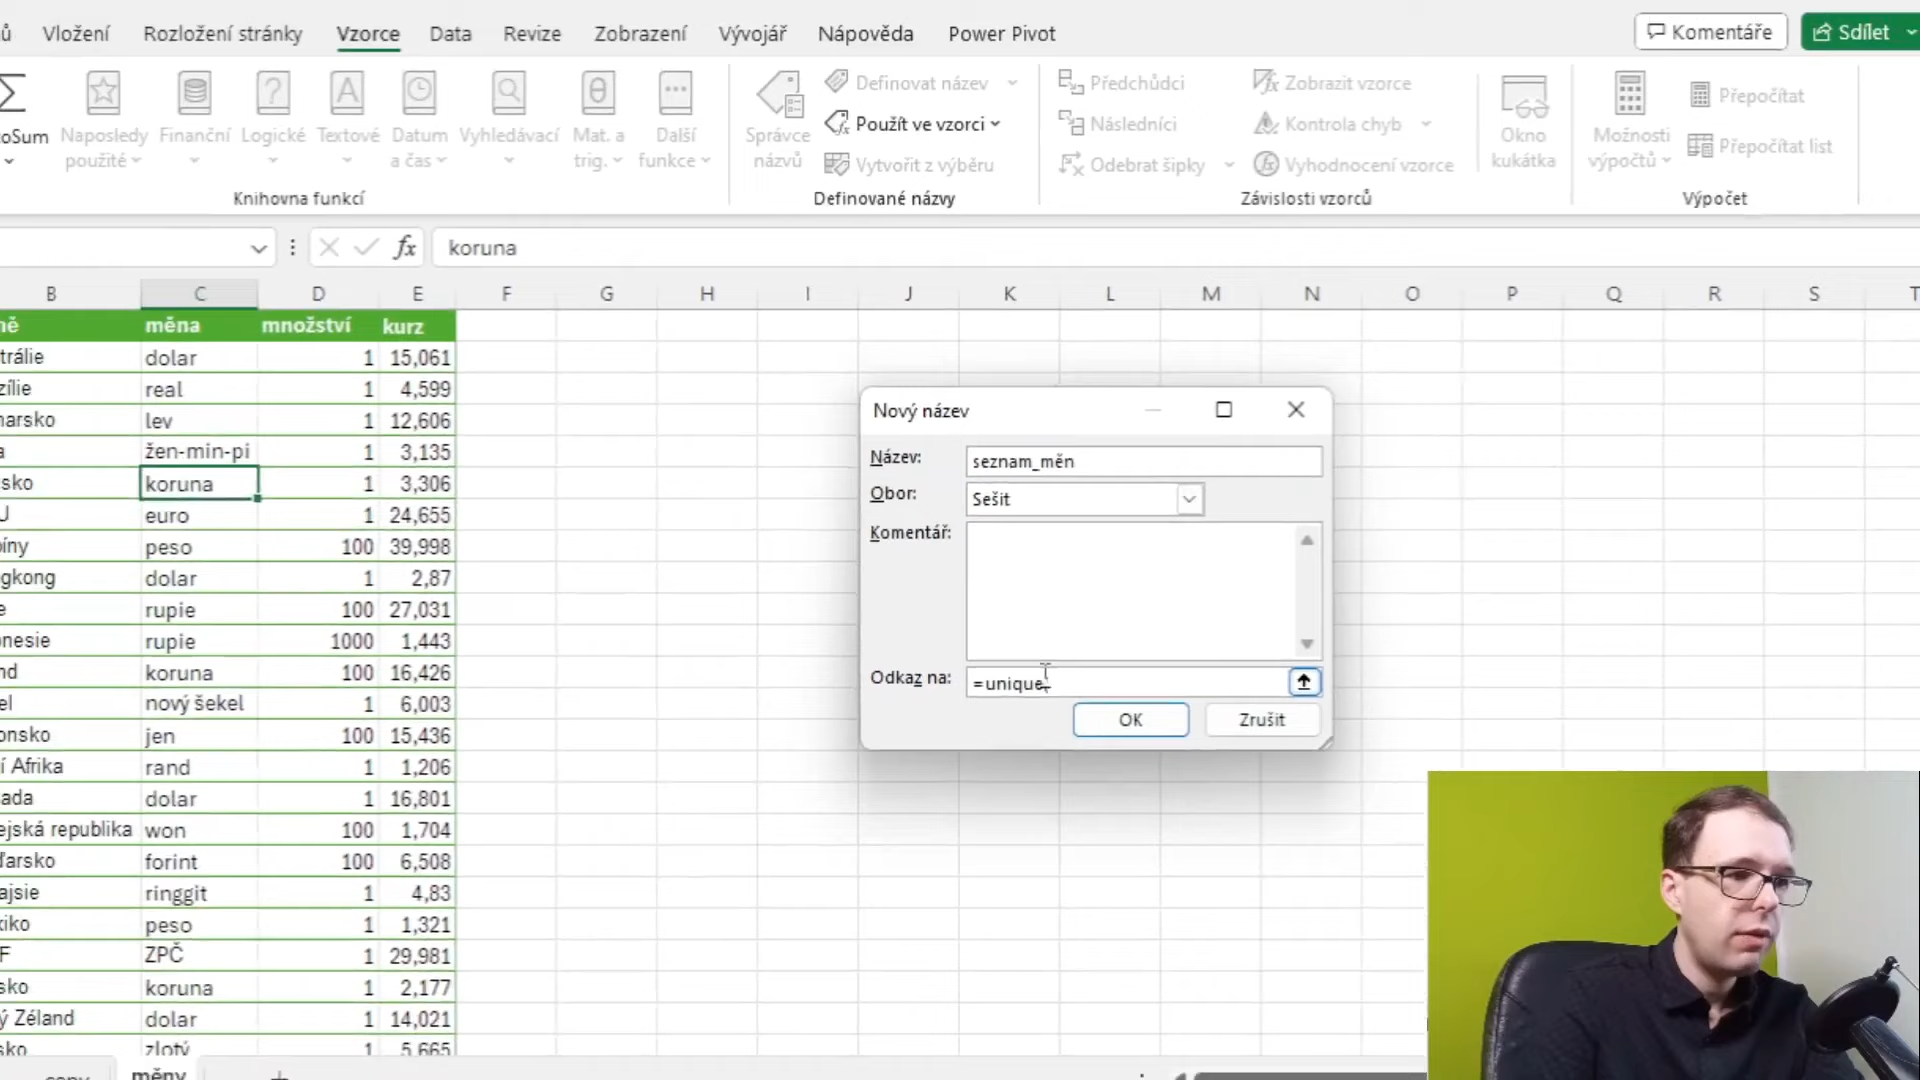 Vložení Rozložení stránky Vzorce Data Revize Zobrazení Vývojář Nápověda Power Pivot Komentáře Sdílet
Naposledy použité
Finanční
Logické
Textové
Datum a čas
Vyhledávací
Mat. a trig.
Další funkce
Knihovna funkcí
Správce názvů
Definovat název
Použít ve vzorci
Vytvořit z výběru
Definované názvy
Předchůdci
Následníci
Odebrat šipky
Zobrazit vzorce
Kontrola chyb
Vyhodnocení vzorce
Závislosti vzorců
Okno kukátka
Možnosti výpočtů
Přepočítat
Přepočítat list
Výpočet
fx koruna
B C D E F G H I J K L M N O P Q R S T
ně měna množství kurz
trálie dolar 1 15,061
zílie real 1 4,599
harsko lev 1 12,606
a žen-min-pi 1 3,135
sko koruna 1 3,306
U euro 1 24,655
píny peso 100 39,998
gkong dolar 1 2,87
e rupie 100 27,031
onesie rupie 1000 1,443
nd koruna 100 16,426
el nový šekel 1 6,003
onsko jen 100 15,436
í Afrika rand 1 1,206
ada dolar 1 16,801
ejská republika won 100 1,704
ďarsko forint 100 6,508
ajsie ringgit 1 4,83
xiko peso 1 1,321
F ZPČ 1 29,981
sko koruna 1 2,177
ý Zéland dolar 1 14,021
sko zlotý 1 5,665
Nový název
Název: seznam_měn
Obor: Sešit
Komentář:
Odkaz na: =unique
OK Zrušit
ceny měny +